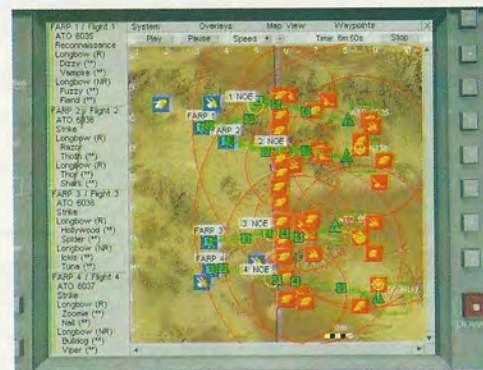 FARP 1 / Flight 1
ATO 6035
Reconnaissance
Longbow (R)
Dizzy (**)
Vampire (**)
Longbow (NR)
Fuzzy (**)
Fiend (**)
FARP 2 / Flight 2
ATO 6038
Strike
Longbow (R)
Razor
Thoth (**)
Longbow (R)
Thor (**)
Shark (**)
FARP 3 / Flight 3
ATO 6038
Strike
Longbow (R)
Hollywood (**)
Spider (**)
Longbow (NR)
Ickis (**)
Tuna (**)
FARP 4 / Flight 4
ATO 6037
Strike
Longbow (R)
Zoomie (**)
Nail (**)
Longbow (NR)
Bulldog (**)
Viper (**)
System Overlays Map View Waypoints X
Play Pause Speed + - Time: 6m:50s Stop
1: NOE
FARP 1
FARP 2
2: NOE
3: NOE
FARP 3
FARP 4
4: NOE